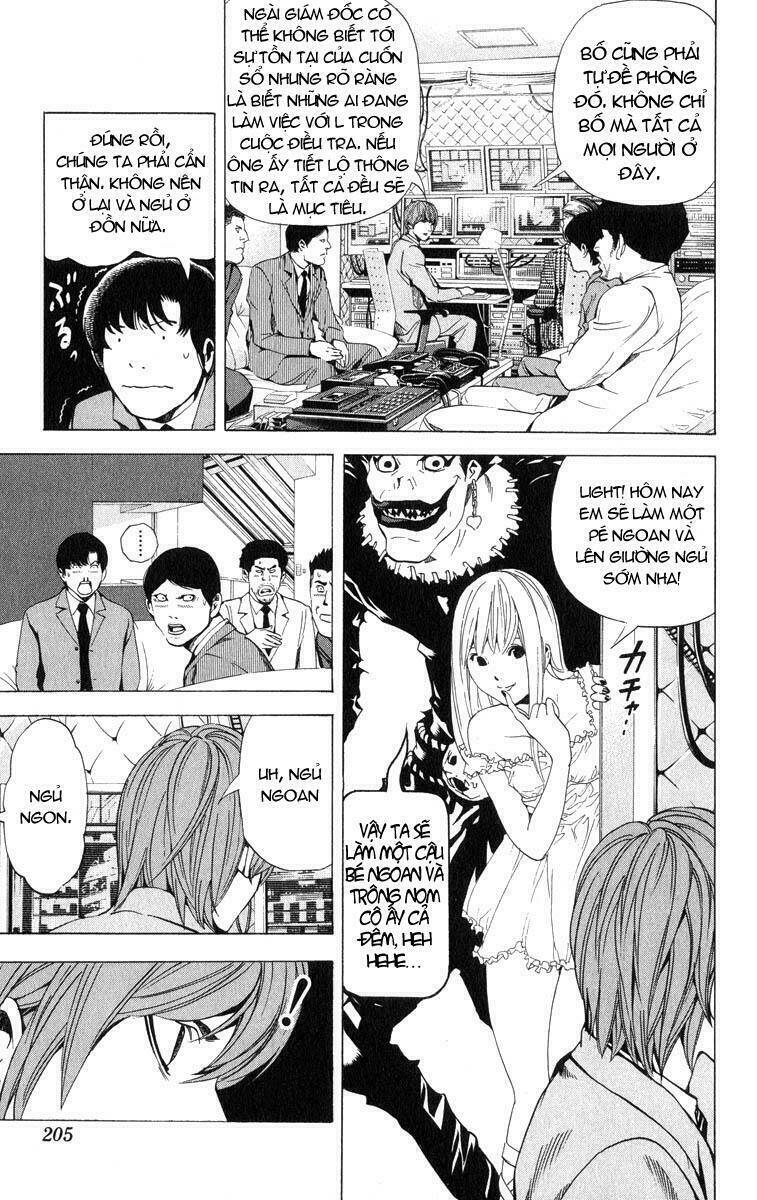 BỐ CŨNG PHẢI
TỰ ĐỀ PHÒNG
ĐÓ. KHÔNG CHỈ
BỐ MÀ TẤT CẢ
MỌI NGƯỜI Ở
ĐÂY.
NGÀI GIÁM ĐỐC CÓ
THỂ KHÔNG BIẾT TỚI
SỰ TỒN TẠI CỦA CUỐN
SỔ NHƯNG RÕ RÀNG
LÀ BIẾT NHỮNG AI ĐANG
LÀM VIỆC VỚI L TRONG
CUỘC ĐIỀU TRA. NẾU
ÔNG ẤY TIẾT LỘ THÔNG
TIN RA, TẤT CẢ ĐỀU SẼ
LÀ MỤC TIÊU.
ĐÚNG RỒI,
CHÚNG TA PHẢI CẨN
THẬN. KHÔNG NÊN
Ở LẠI VÀ NGỦ Ở
ĐỒN NỮA.
ぶるっ
LIGHT! HÔM NAY
EM SẼ LÀM MỘT
PÉ NGOAN VÀ
LÊN GIƯỜNG NGỦ
SỚM NHA!
ガチャ..
VẬY TA SẼ
LÀM MỘT CẬU
BÉ NGOAN VÀ
TRÔNG NOM
CÔ ẤY CẢ
ĐÊM, HEH
HEHE...
......
UH, NGỦ
NGOAN
NGỦ
NGON.
!
205